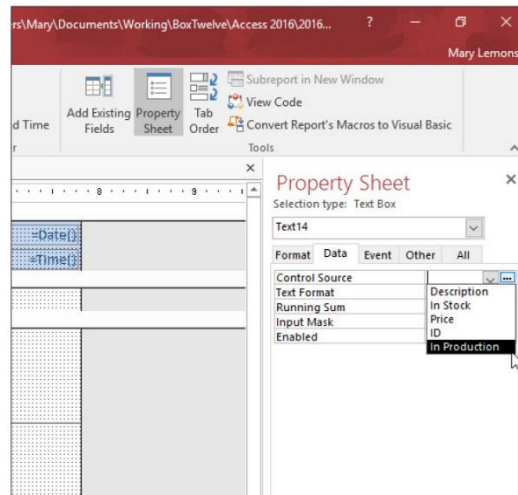 rs\Mary\Documents\Working\BoxTwelve\Access 2016\2016... ?
Mary Lemons
d Time
Add Existing Fields
Property Sheet
Tab Order
Subreport in New Window
View Code
Convert Report's Macros to Visual Basic
r
Tools
8
9
=Date()
=Time()
Property Sheet
Selection type: Text Box
Text14
Format Data Event Other All
Control Source
Text Format
Running Sum
Input Mask
Enabled
Description
In Stock
Price
ID
In Production